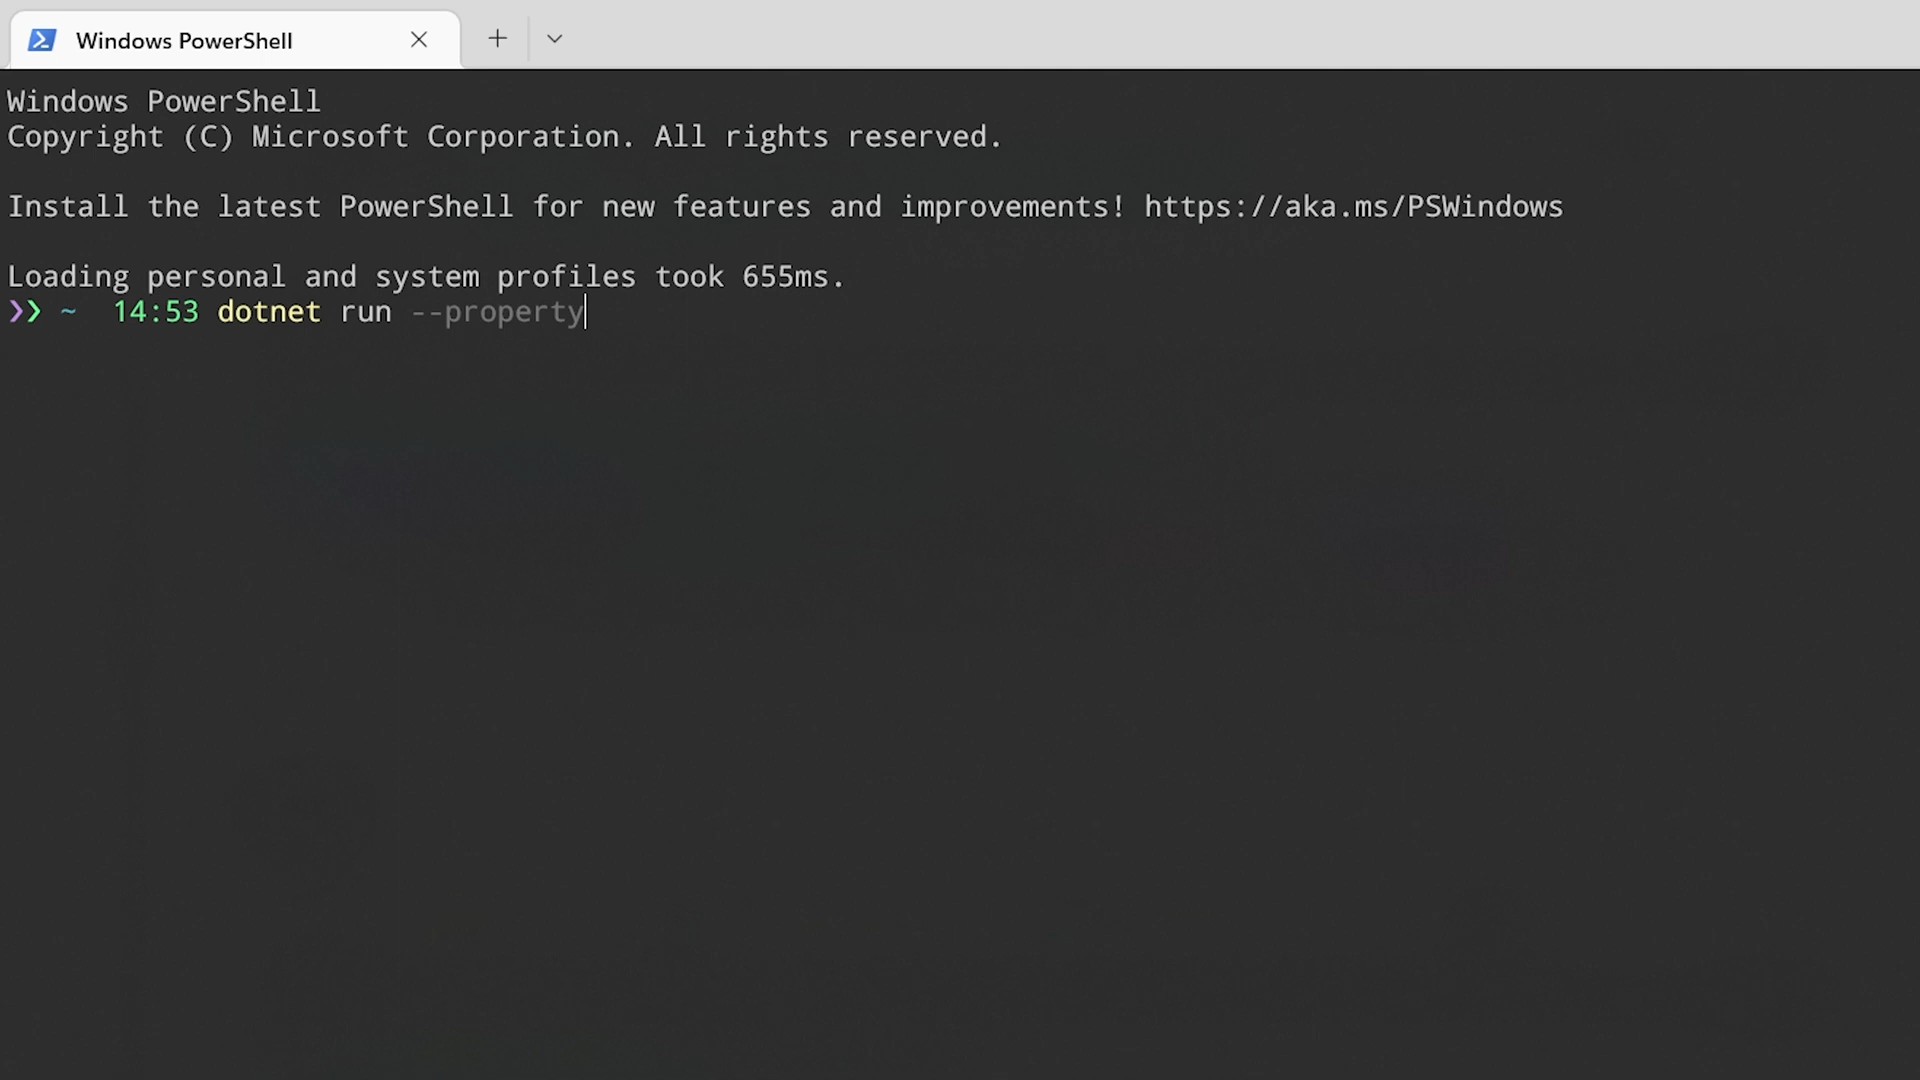 Windows PowerShell
Windows PowerShell
Copyright (C) Microsoft Corporation. All rights reserved.
Install the latest PowerShell for new features and improvements! https://aka.ms/PSWindows
Loading personal and system profiles took 655ms.
❯❯ ~  14:53 dotnet run --property